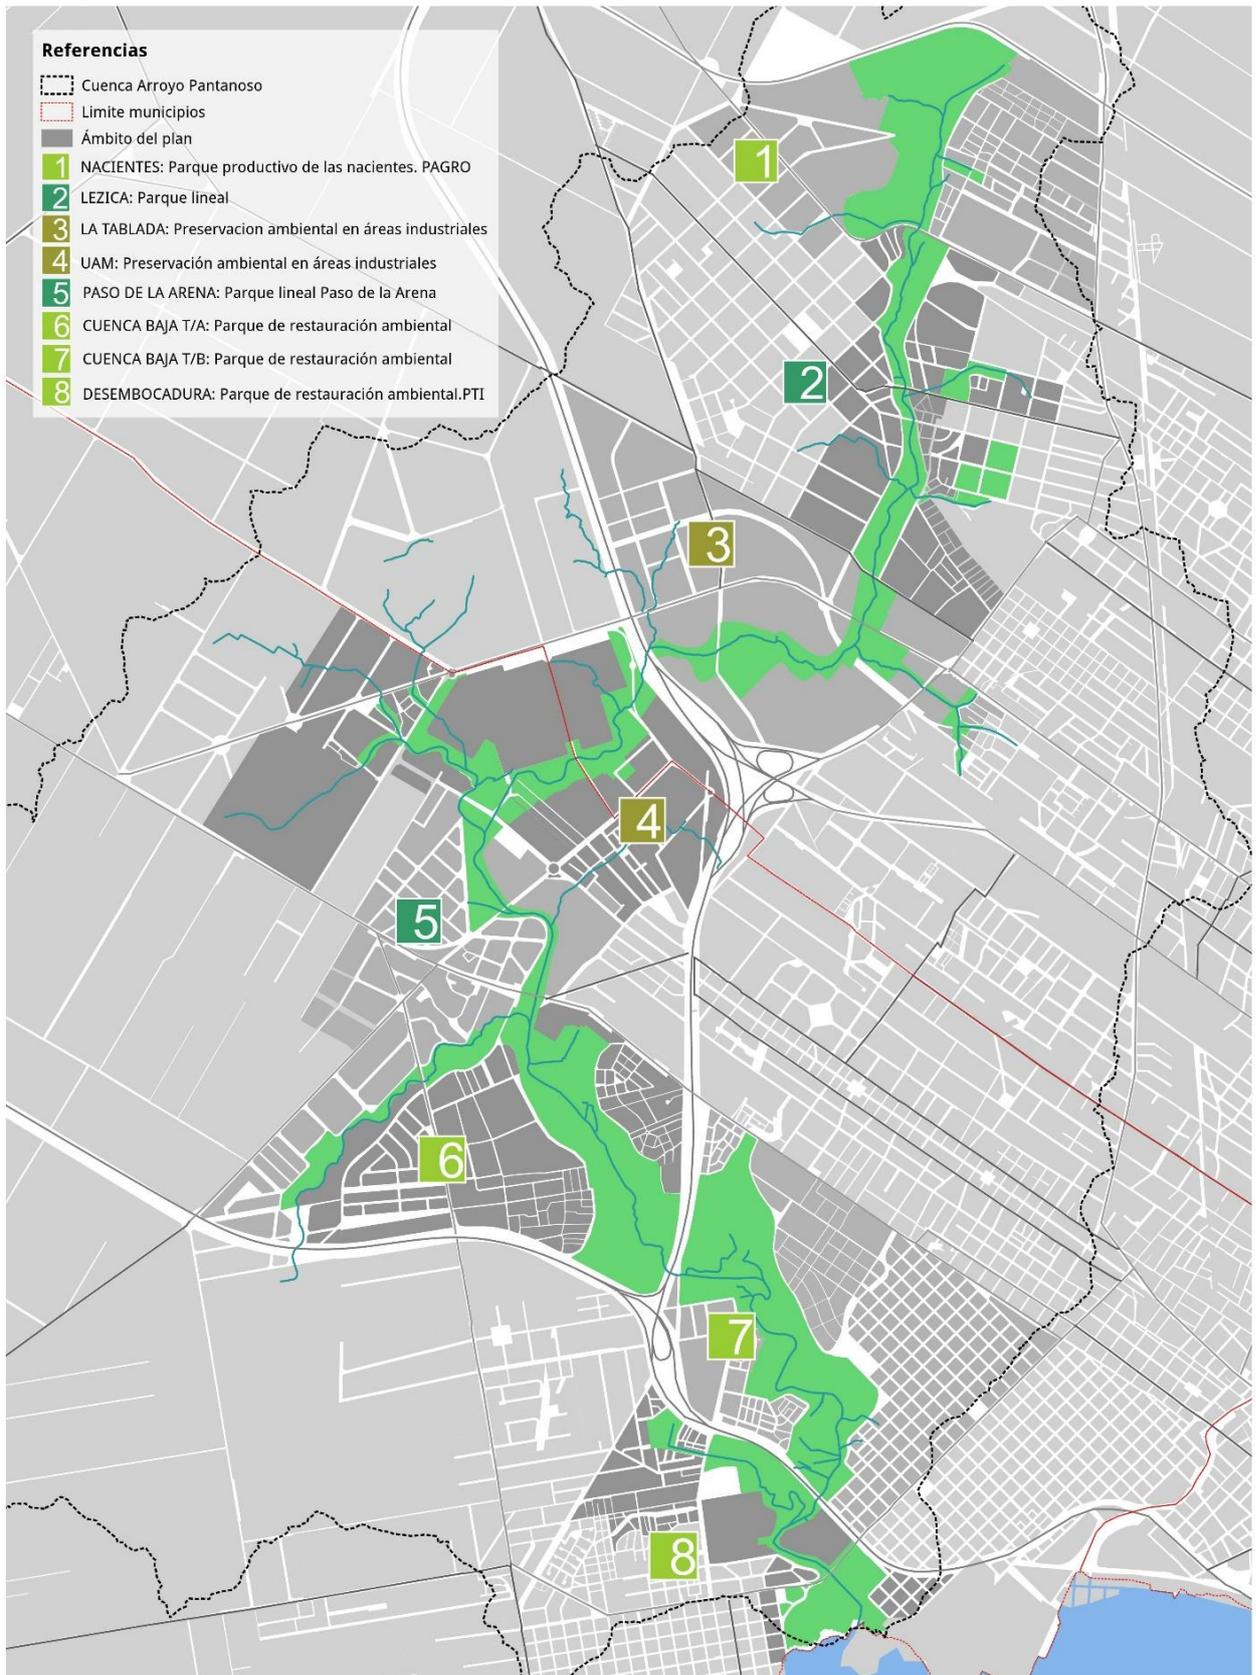 Referencias
Cuenca Arroyo Pantanoso
Limite municipios
Ámbito del plan
1 NACIENTES: Parque productivo de las nacientes. PAGRO
2 LEZICA: Parque lineal
3 LA TABLADA: Preservacion ambiental en áreas industriales
4 UAM: Preservación ambiental en áreas industriales
5 PASO DE LA ARENA: Parque lineal Paso de la Arena
6 CUENCA BAJA T/A: Parque de restauración ambiental
7 CUENCA BAJA T/B: Parque de restauración ambiental
8 DESEMBOCADURA: Parque de restauración ambiental.PTI
1
2
3
4
5
6
7
8